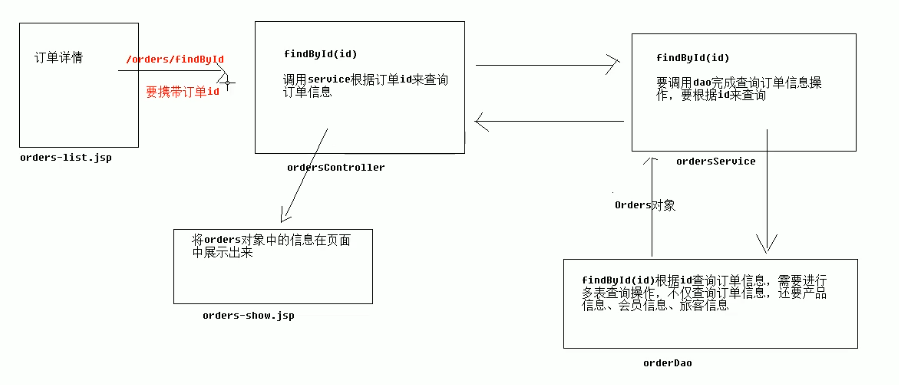 订单详情
/orders/findById
要携带订单id
orders-list.jsp
findById(id)
调用service根据订单id来查询
订单信息
ordersController
findById(id)
要调用dao完成查询订单信息操
作，要根据id来查询
ordersService
Orders对象
将orders对象中的信息在页面
中展示出来
orders-show.jsp
findById(id)根据id查询订单信息，需要进行
多表查询操作，不仅查询订单信息，还要产品
信息、会员信息、旅客信息
orderDao